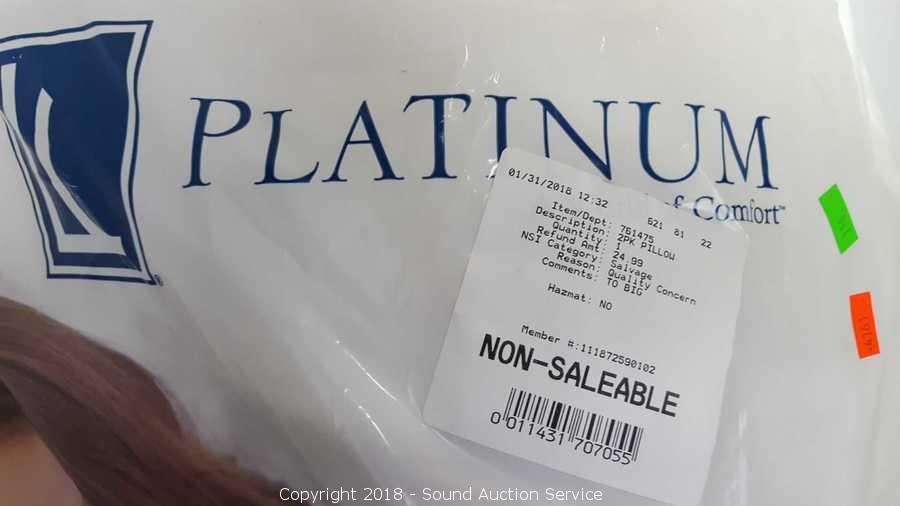 PLATINUM
of Comfort™
01/31/2018 12:32 621 81 22
Item/Dept: 761475
Description: 2PK PILLOW
Quantity: 1
Refund Amt: 24.99
NSI Category: Salvage
Reason: Quality Concern
Comments: TO BIG
Hazmat: NO
Member #:111872590102
NON-SALEABLE
0 011431 707055
Copyright 2018 - Sound Auction Service